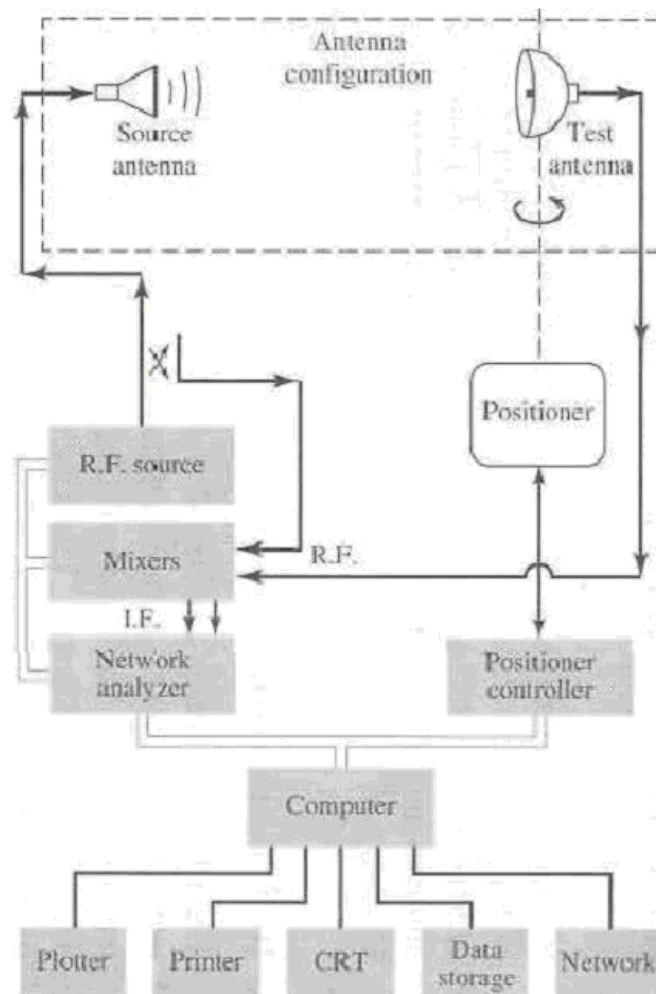 Antenna
configuration
Source
antenna
Test
antenna
Positioner
R.F. source
R.F.
Mixers
I.F.
Network
analyzer
Positioner
controller
Computer
Plotter
Printer
CRT
Data
storage
Network